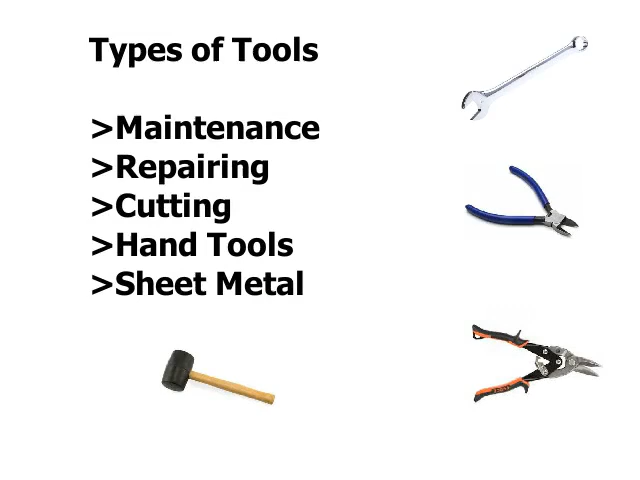 Types of Tools
>Maintenance
>Repairing
>Cutting
>Hand Tools
>Sheet Metal